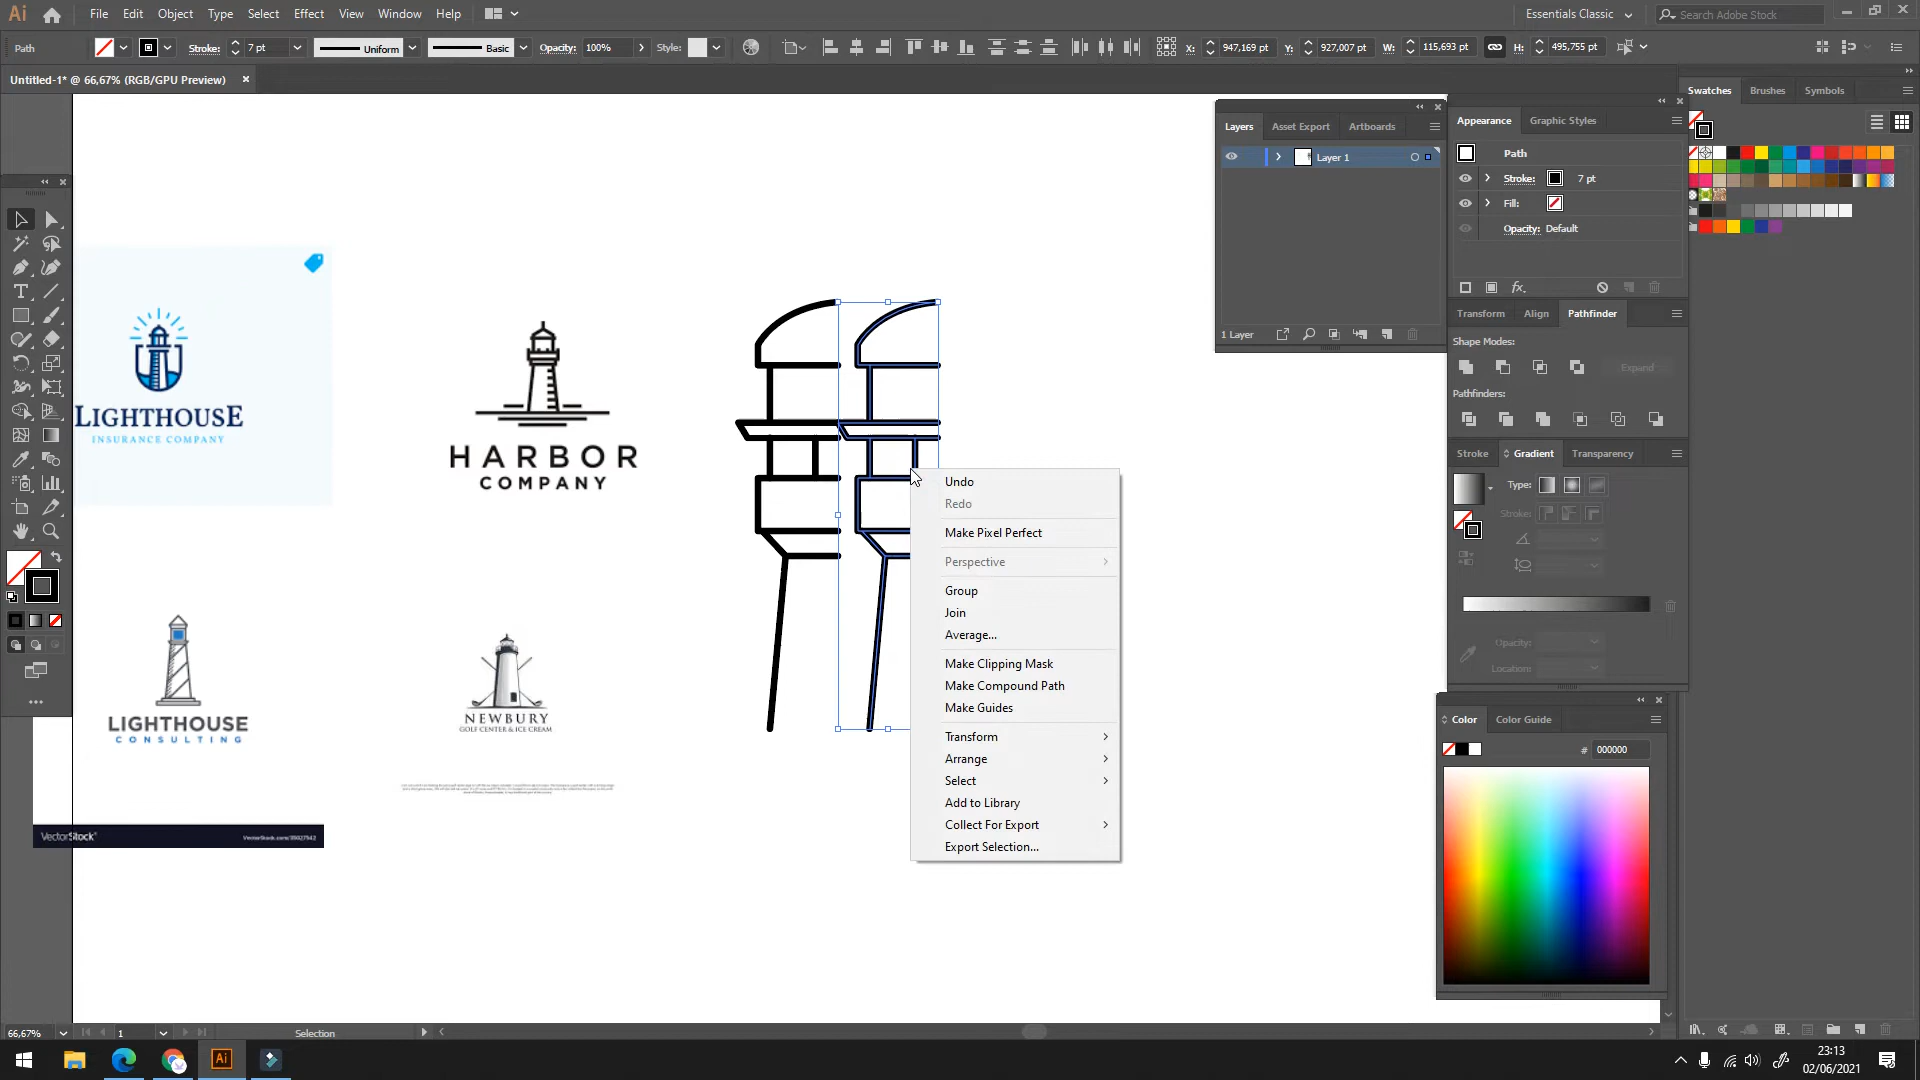 Ai File Edit Object Type Select Effect View Window Help Essentials Classic Search Adobe Stock
Path Stroke: 7 pt Uniform Basic Opacity: 100% Style: X: 947,169 pt Y: 927,007 pt W: 115,693 pt H: 495,755 pt
Untitled-1* @ 66,67% (RGB/GPU Preview)
Swatches Brushes Symbols
Layers Asset Export Artboards
Layer 1
1 Layer
Appearance Graphic Styles
Path
Stroke: 7 pt
Fill:
Opacity: Default
fx.
Transform Align Pathfinder
Shape Modes:
Expand
Pathfinders:
Stroke Gradient Transparency
Type:
Stroke:
Opacity:
Location:
Color Color Guide
# 000000
LIGHTHOUSE
INSURANCE COMPANY
HARBOR
COMPANY
LIGHTHOUSE
CONSULTING
NEWBURY
GOLF CENTER & ICE CREAM
VectorStock®
VectorStock.com/35027542
Undo
Redo
Make Pixel Perfect
Perspective
Group
Join
Average...
Make Clipping Mask
Make Compound Path
Make Guides
Transform
Arrange
Select
Add to Library
Collect For Export
Export Selection...
66,67% 1 Selection
Ai
23:13
02/06/2021